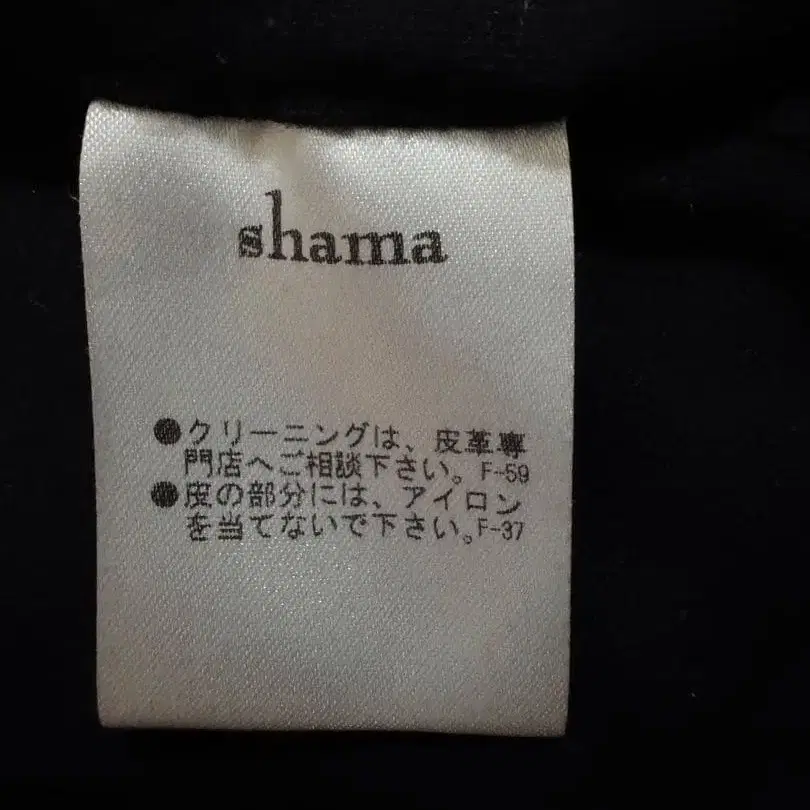 shama
●クリーニングは、皮革専
門店へご相談下さい。F-59
●皮の部分には、アイロン
を当てないで下さい。F-37